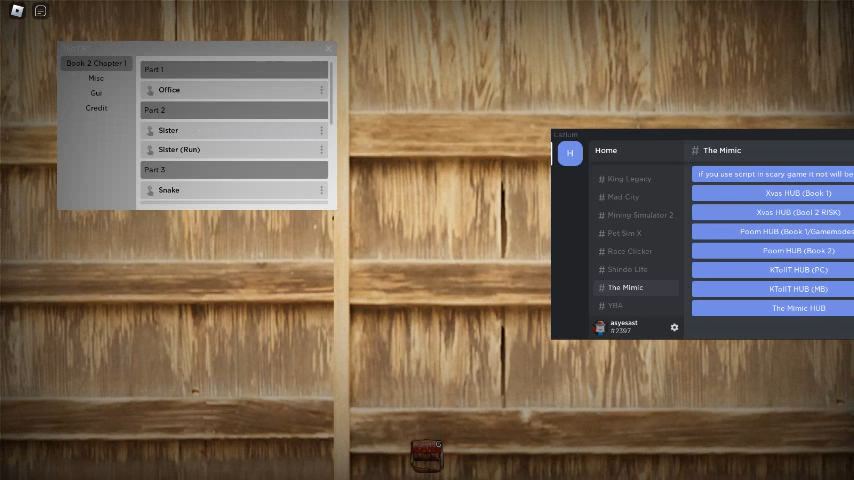 Book 2 Chapter 1
Misc
Gui
Credit
Part 1
Office
Part 2
Sister
Sister (Run)
Part 3
Snake
Lazium
H
Home
# King Legacy
# Mad City
# Mining Simulator 2
# Pet Sim X
# Race Clicker
# Shindo Life
# The Mimic
# YBA
asyesast
#2397
# The Mimic
if you use script in scary game it not will be
Xvas HUB (Book 1)
Xvas HUB (Bool 2 RISK)
Poom HUB (Book 1/Gamemodes
Poom HUB (Book 2)
KTollT HUB (PC)
KTollT HUB (MB)
The Mimic HUB